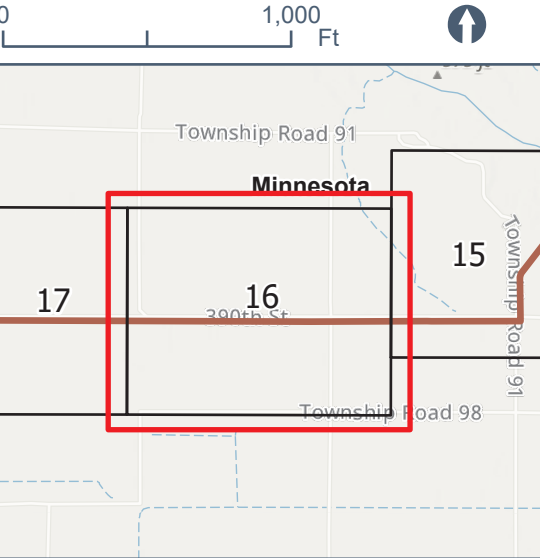 0 1,000
Ft
Township Road 91
Minnesota
15
16
17
390th St
Township Road 91
Township Road 98